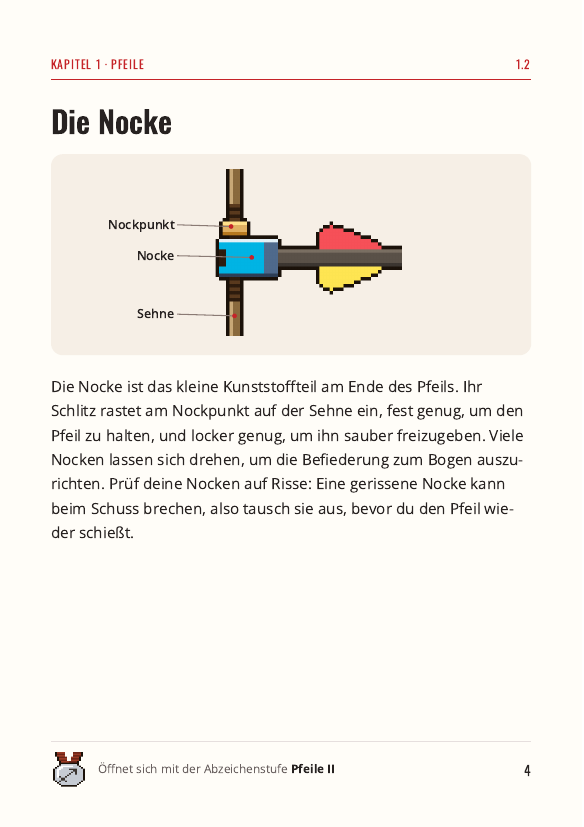 KAPITEL 1 · PFEILE 1.2
Die Nocke
Nockpunkt
Nocke
Sehne
Die Nocke ist das kleine Kunststoffteil am Ende des Pfeils. Ihr
Schlitz rastet am Nockpunkt auf der Sehne ein, fest genug, um den
Pfeil zu halten, und locker genug, um ihn sauber freizugeben. Viele
Nocken lassen sich drehen, um die Befiederung zum Bogen auszu-
richten. Prüf deine Nocken auf Risse: Eine gerissene Nocke kann
beim Schuss brechen, also tausch sie aus, bevor du den Pfeil wie-
der schießt.
Öffnet sich mit der Abzeichenstufe Pfeile II 4